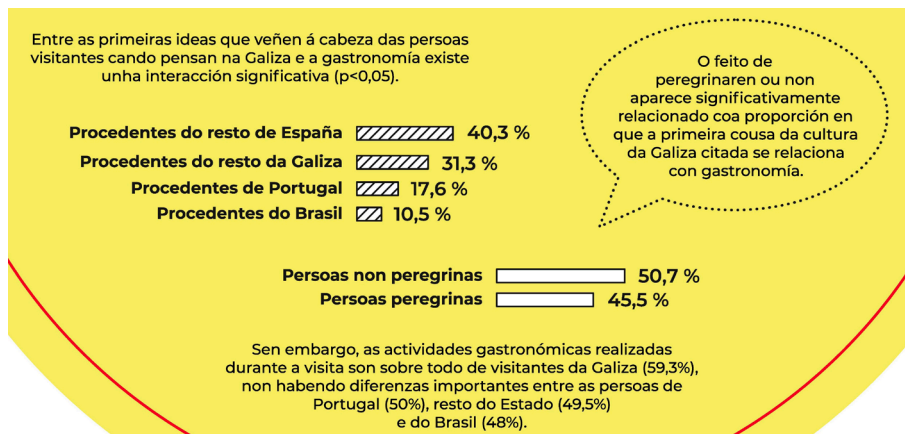 Entre as primeiras ideas que veñen á cabeza das persoas
visitantes cando pensan na Galiza e a gastronomía existe
unha interacción significativa (p<0,05).
Procedentes do resto de España 40,3 %
Procedentes do resto da Galiza 31,3 %
Procedentes de Portugal 17,6 %
Procedentes do Brasil 10,5 %
O feito de
peregrinaren ou non
aparece significativamente
relacionado coa proporción en
que a primeira cousa da cultura
da Galiza citada se relaciona
con gastronomía.
Persoas non peregrinas 50,7 %
Persoas peregrinas 45,5 %
Sen embargo, as actividades gastronómicas realizadas
durante a visita son sobre todo de visitantes da Galiza (59,3%),
non habendo diferenzas importantes entre as persoas de
Portugal (50%), resto do Estado (49,5%)
e do Brasil (48%).